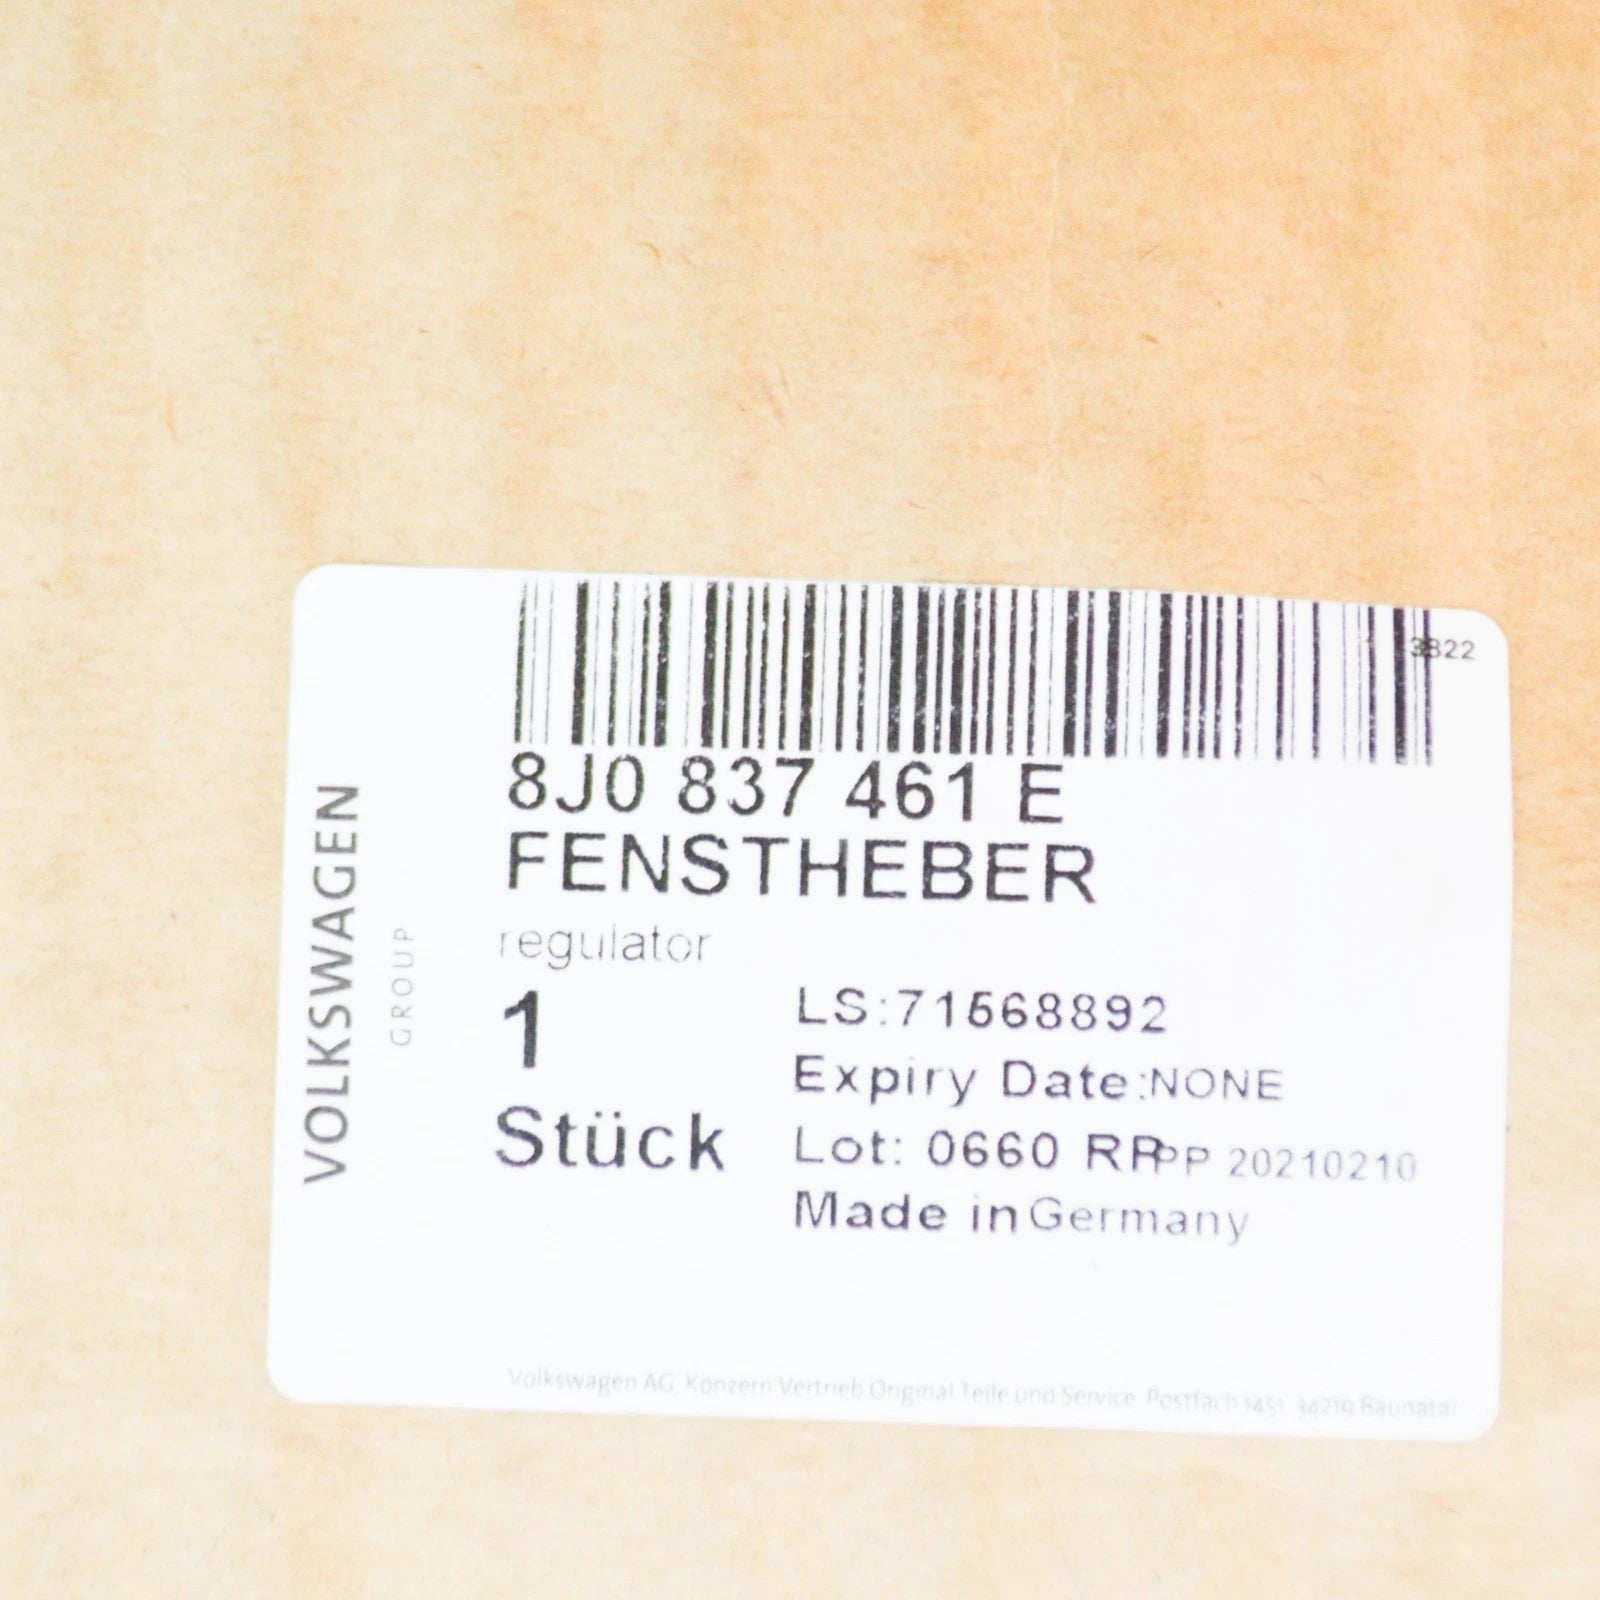 3822
8J0 837 461 E
FENSTHEBER
regulator
1
Stück
LS:71568892
Expiry Date:NONE
Lot: 0660 RRPP 20210210
Made in Germany
VOLKSWAGEN
GROUP
Volkswagen AG, Konzern Vertrieb Original Teile und Service, Postfach 1451, 34219 Baunatal